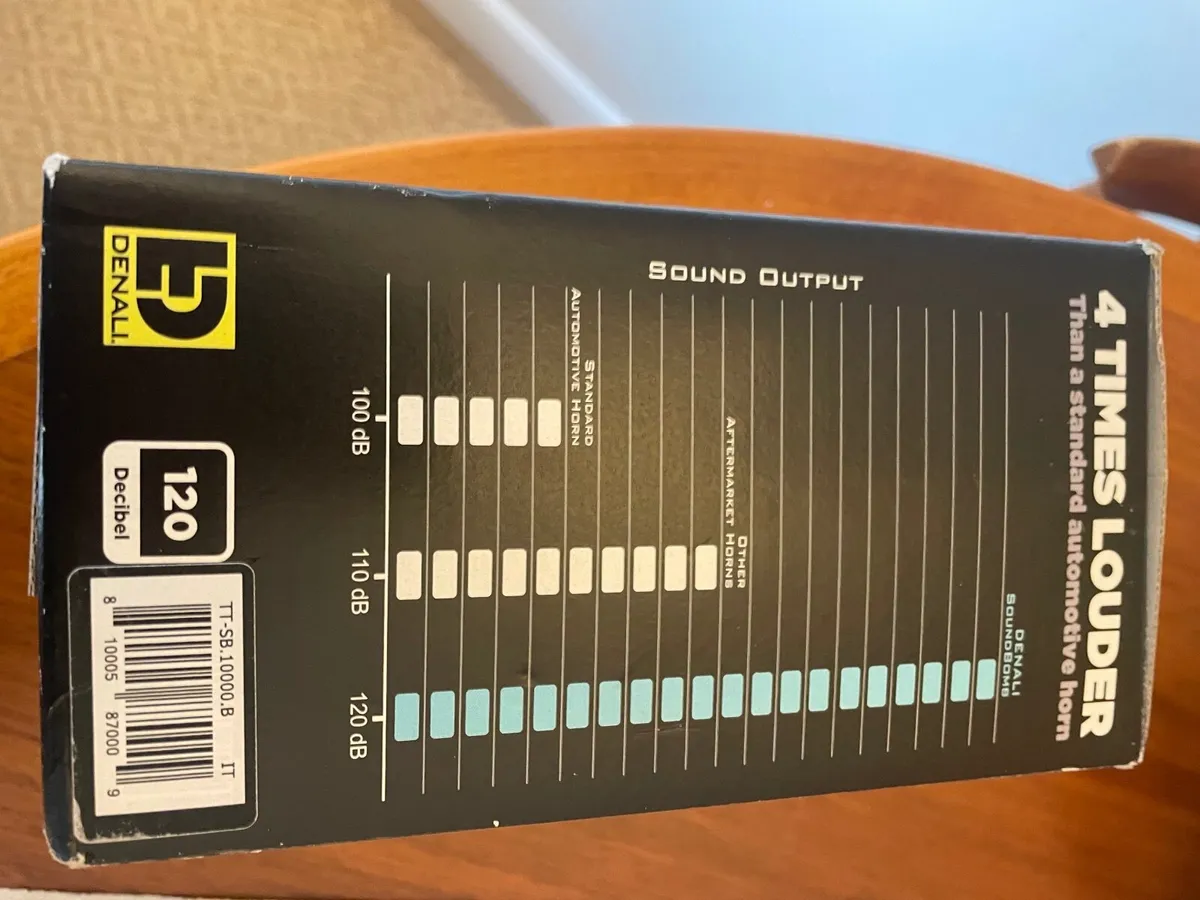 4 TIMES LOUDER
Than a standard automotive horn
SOUND OUTPUT
DENALI
SOUNDBOMB
OTHER
AFTERMARKET HORNS
STANDARD
AUTOMOTIVE HORN
100 dB
110 dB
120 dB
DENALI.
120
Decibel
TT-SB.10000.B
IT
8 10005 87000 9